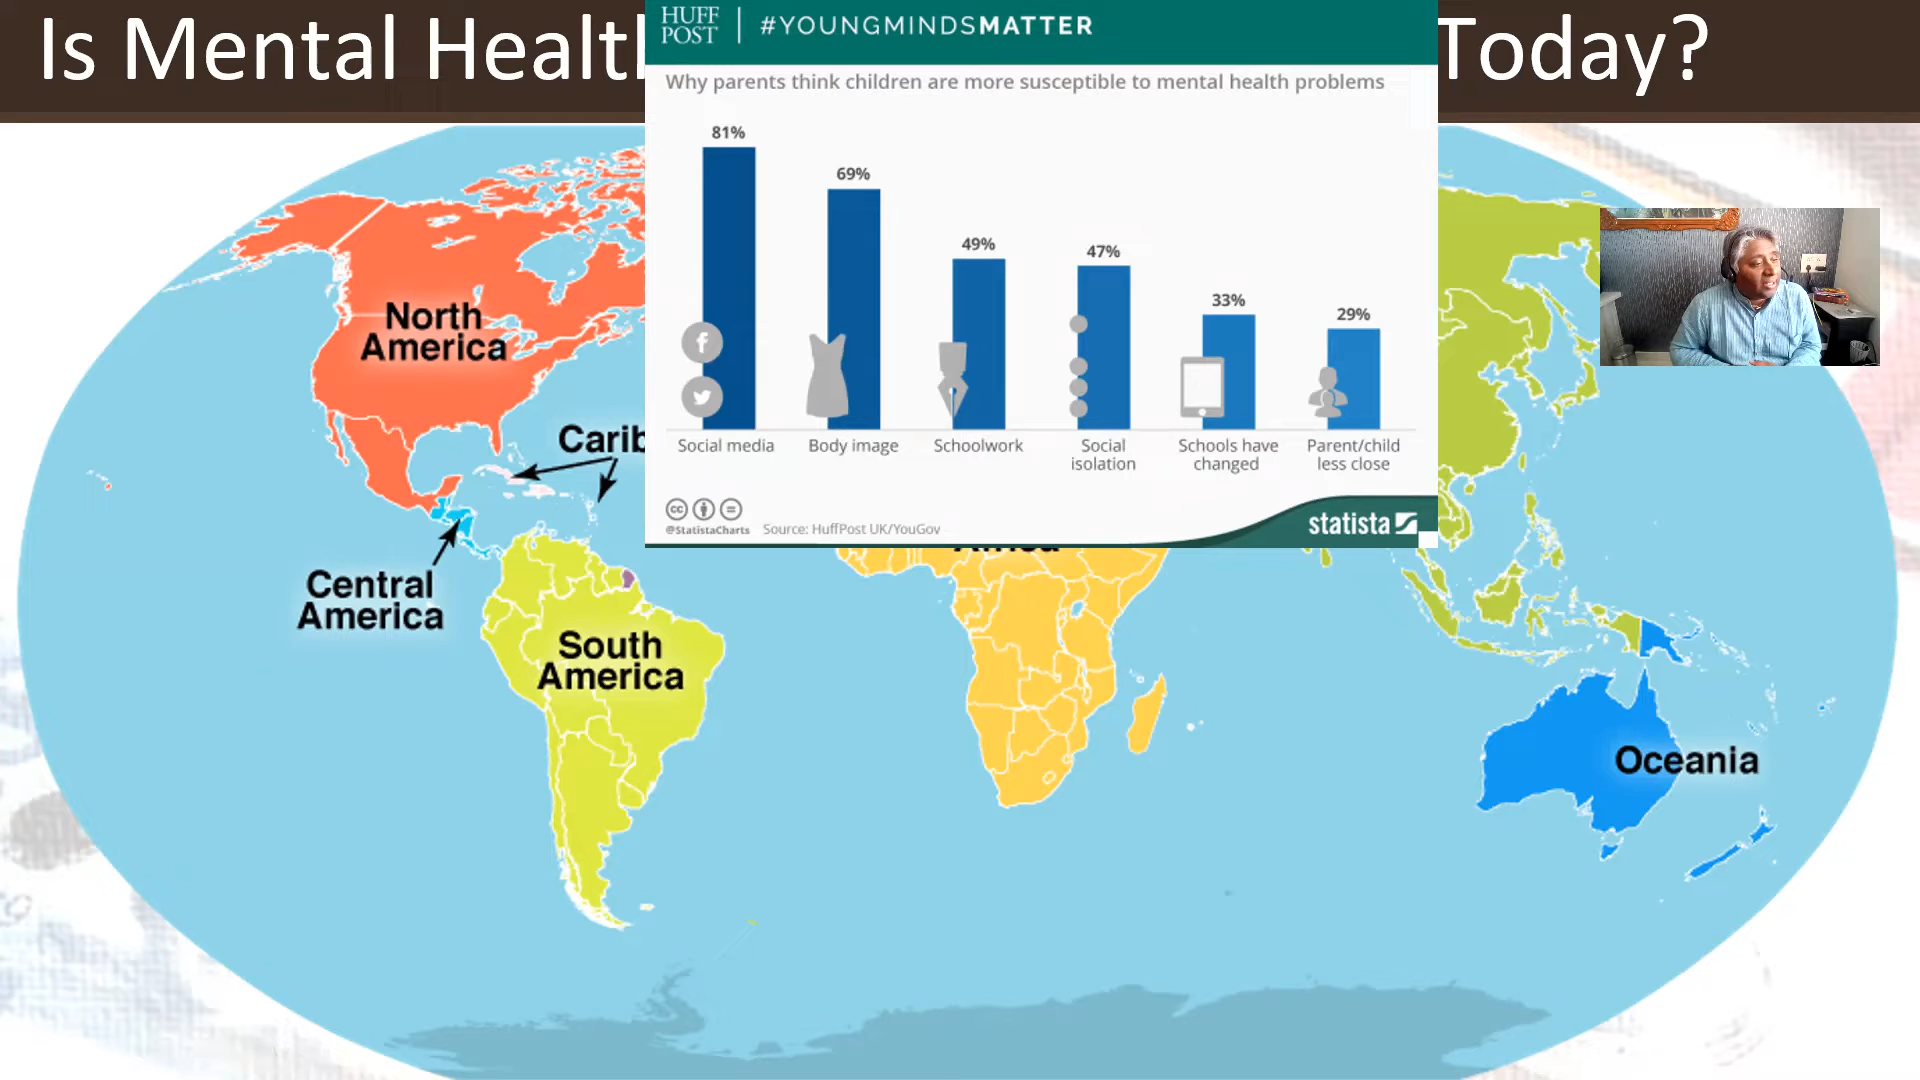 Is Mental Health
Today?
HUFF
POST
#YOUNGMINDSMATTER
Why parents think children are more susceptible to mental health problems
81%
69%
49%
47%
33%
29%
Social media
Body image
Schoolwork
Social
isolation
Schools have
changed
Parent/child
less close
@StatistaCharts
Source: HuffPost UK/YouGov
statista
North
America
Carib
Central
America
South
America
Africa
Oceania